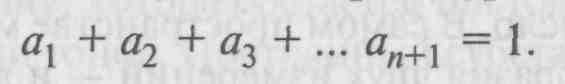 a₁ + a₂ + a₃ + ... aₙ₊₁ = 1.